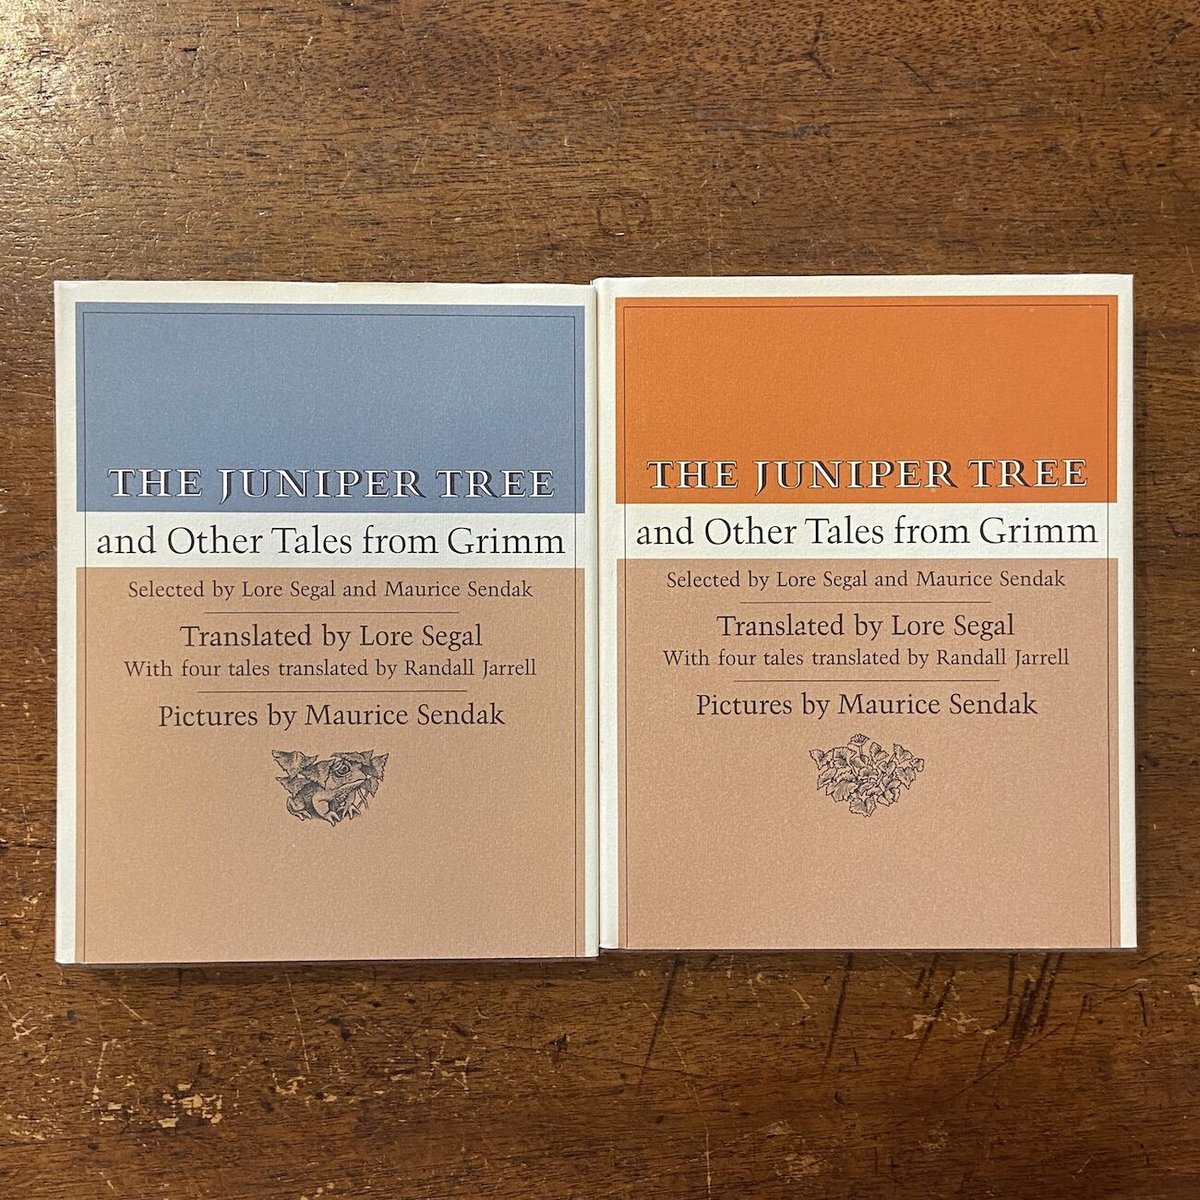 THE JUNIPER TREE
and Other Tales from Grimm
Selected by Lore Segal and Maurice Sendak
Translated by Lore Segal
With four tales translated by Randall Jarrell
Pictures by Maurice Sendak
THE JUNIPER TREE
and Other Tales from Grimm
Selected by Lore Segal and Maurice Sendak
Translated by Lore Segal
With four tales translated by Randall Jarrell
Pictures by Maurice Sendak